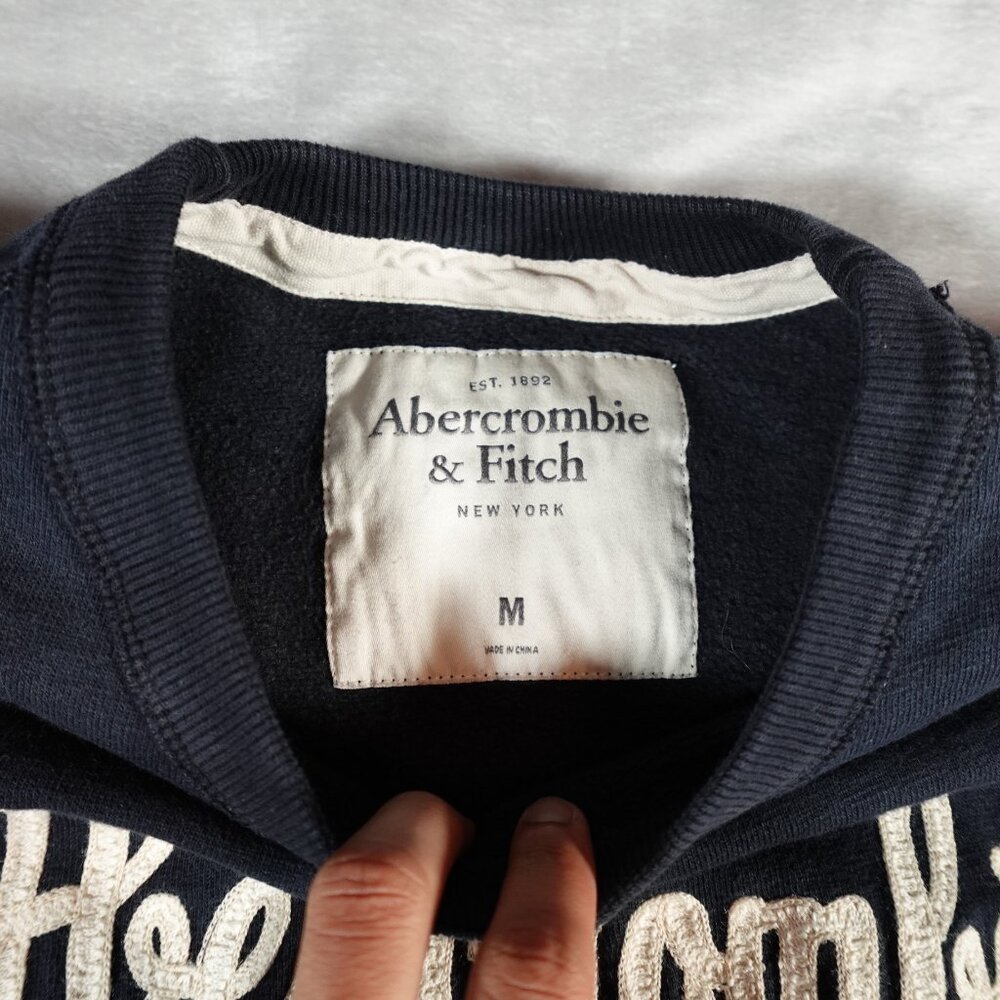 EST. 1892
Abercrombie
& Fitch
NEW YORK
M
MADE IN CHINA